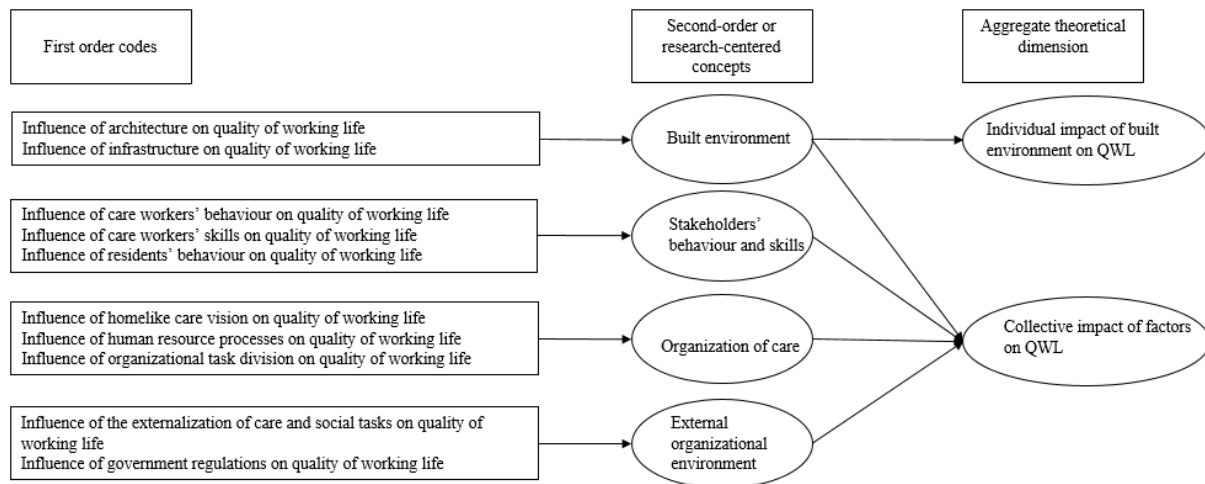 First order codes
Second-order or
research-centered
concepts
Aggregate theoretical
dimension
Influence of architecture on quality of working life
Influence of infrastructure on quality of working life
Built environment
Individual impact of built
environment on QWL
Influence of care workers’ behaviour on quality of working life
Influence of care workers’ skills on quality of working life
Influence of residents’ behaviour on quality of working life
Stakeholders’
behaviour and skills
Influence of homelike care vision on quality of working life
Influence of human resource processes on quality of working life
Influence of organizational task division on quality of working life
Organization of care
Collective impact of factors
on QWL
Influence of the externalization of care and social tasks on quality of
working life
Influence of government regulations on quality of working life
External
organizational
environment